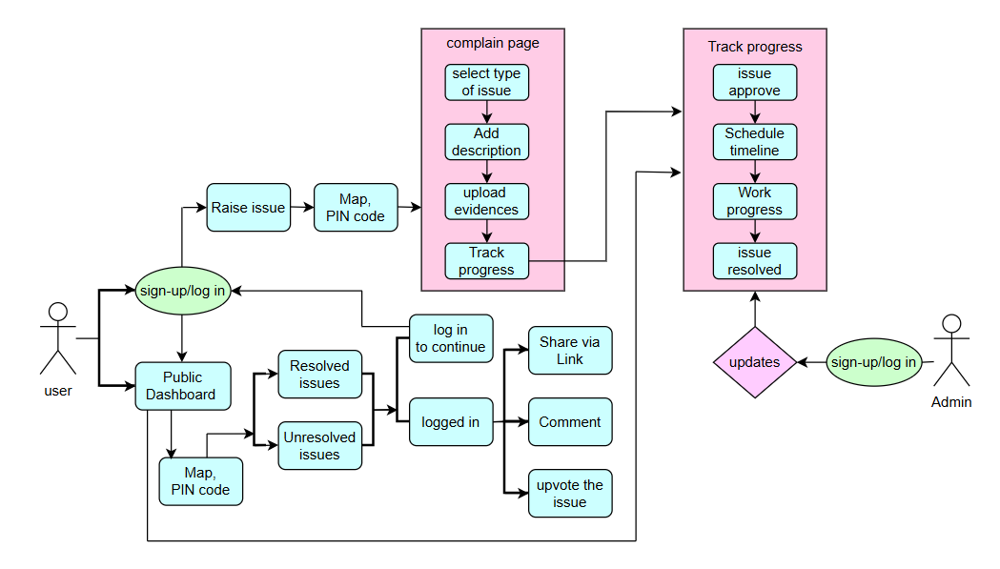 complain page
select type
of issue
Add
description
upload
evidences
Track
progress
Track progress
issue
approve
Schedule
timeline
Work
progress
issue
resolved
Raise issue
Map,
PIN code
sign-up/log in
user
Public
Dashboard
Map,
PIN code
Resolved
issues
Unresolved
issues
log in
to continue
logged in
Share via
Link
Comment
upvote the
issue
updates
sign-up/log in
Admin